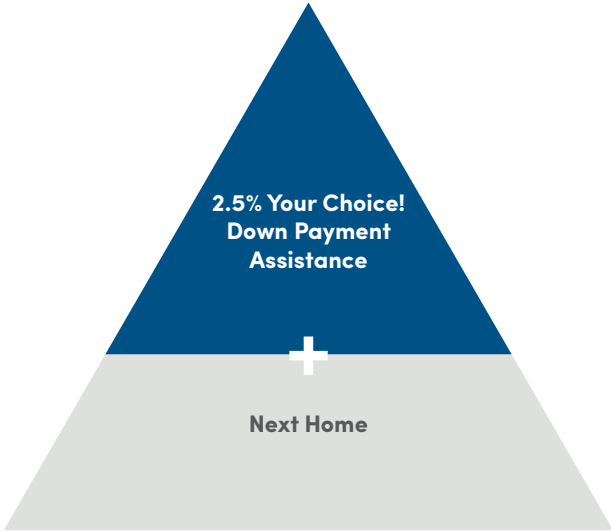 2.5% Your Choice!
Down Payment
Assistance
+
Next Home